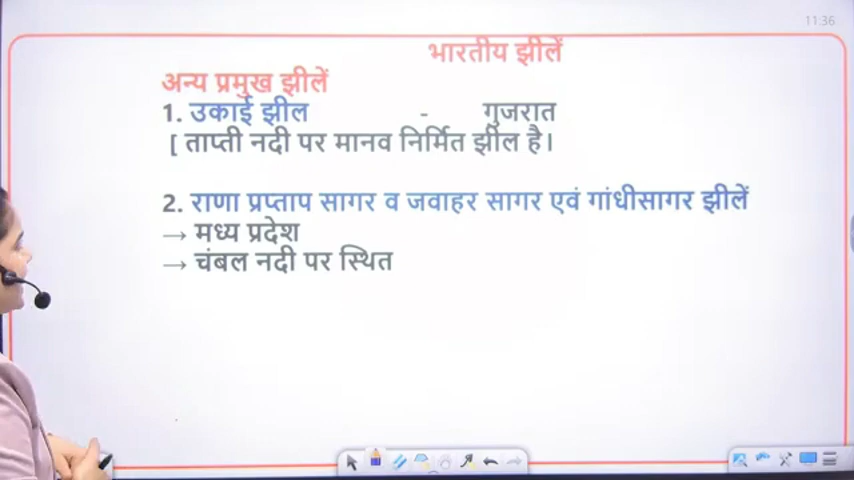 11:36
भारतीय झीलें
अन्य प्रमुख झीलें
1. उकाई झील - गुजरात
[ ताप्ती नदी पर मानव निर्मित झील है।
2. राणा प्रप्ताप सागर व जवाहर सागर एवं गांधीसागर झीलें
→ मध्य प्रदेश
→ चंबल नदी पर स्थित